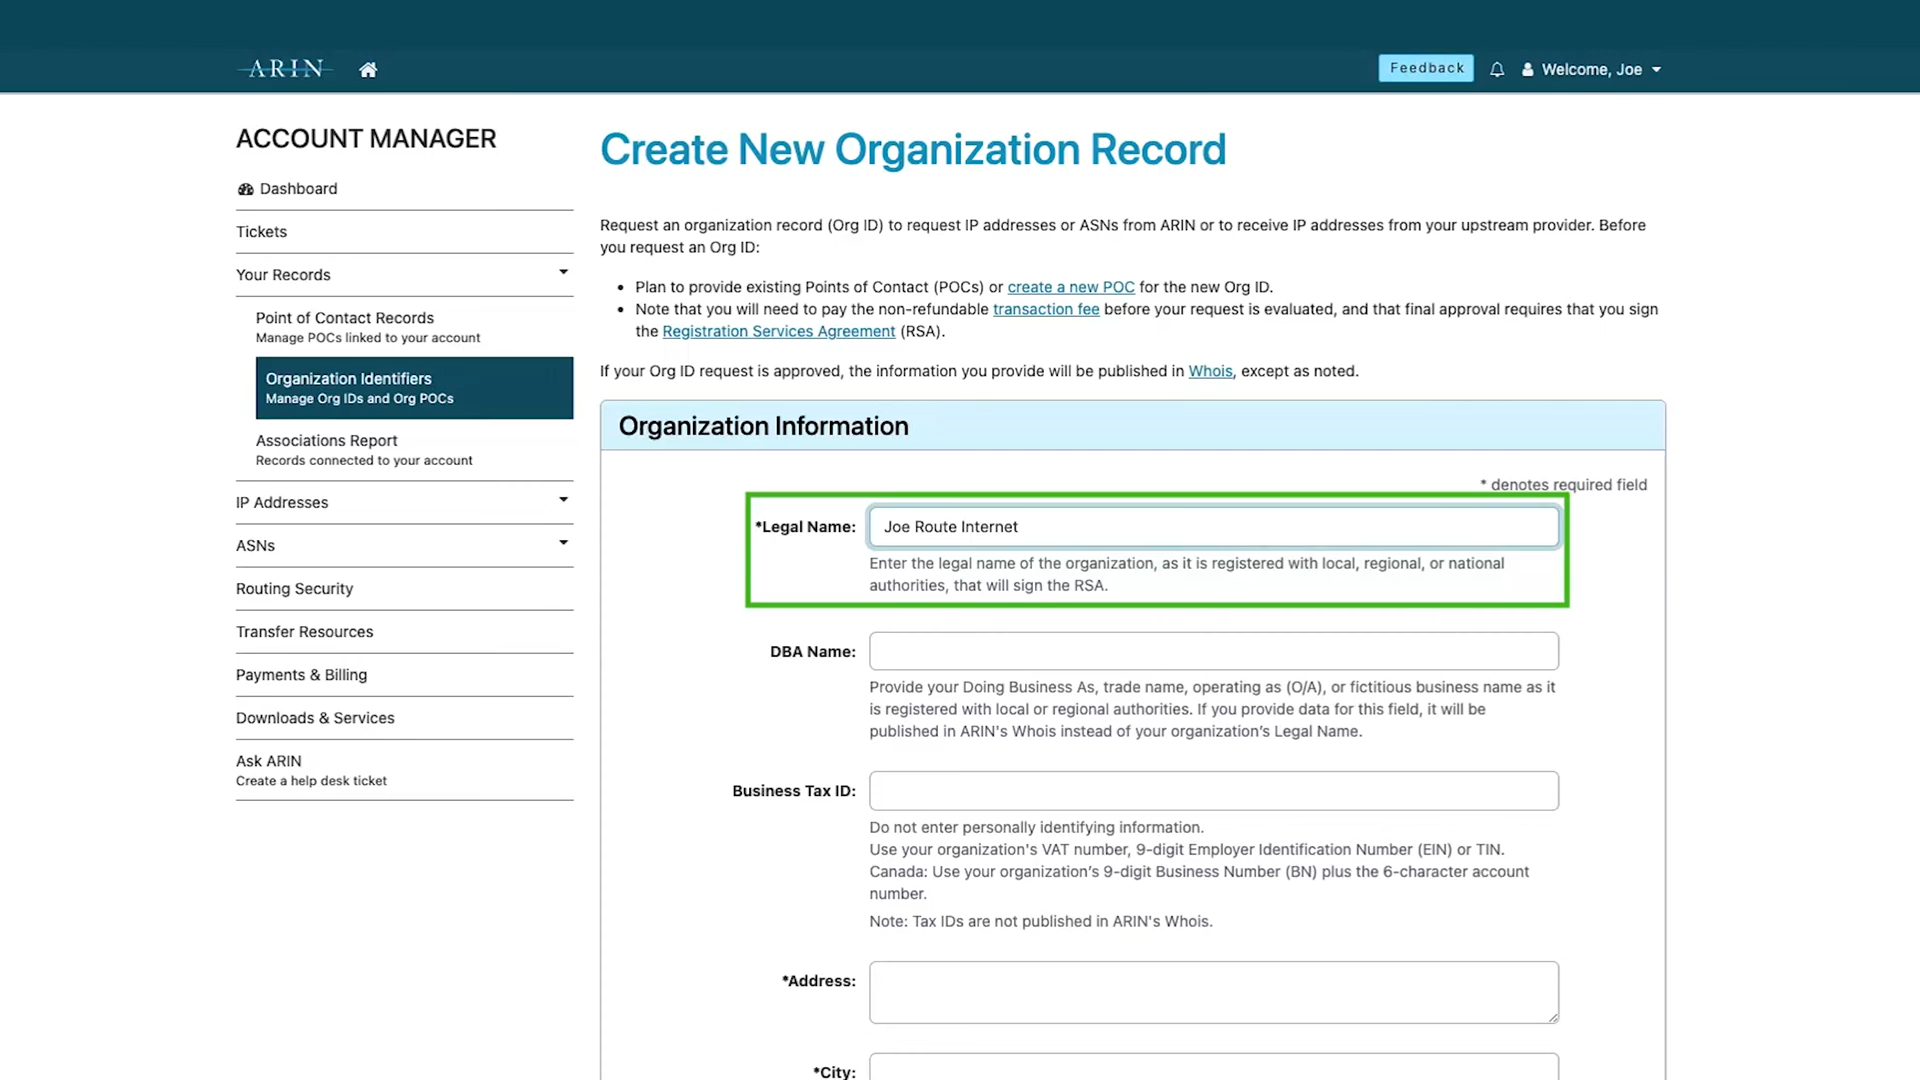 ARIN
Feedback
Welcome, Joe
ACCOUNT MANAGER
Dashboard
Tickets
Your Records
Point of Contact Records
Manage POCs linked to your account
Organization Identifiers
Manage Org IDs and Org POCs
Associations Report
Records connected to your account
IP Addresses
ASNs
Routing Security
Transfer Resources
Payments & Billing
Downloads & Services
Ask ARIN
Create a help desk ticket
Create New Organization Record
Request an organization record (Org ID) to request IP addresses or ASNs from ARIN or to receive IP addresses from your upstream provider. Before
you request an Org ID:
• Plan to provide existing Points of Contact (POCs) or create a new POC for the new Org ID.
• Note that you will need to pay the non-refundable transaction fee before your request is evaluated, and that final approval requires that you sign
the Registration Services Agreement (RSA).
If your Org ID request is approved, the information you provide will be published in Whois, except as noted.
Organization Information
* denotes required field
*Legal Name: Joe Route Internet
Enter the legal name of the organization, as it is registered with local, regional, or national
authorities, that will sign the RSA.
DBA Name:
Provide your Doing Business As, trade name, operating as (O/A), or fictitious business name as it
is registered with local or regional authorities. If you provide data for this field, it will be
published in ARIN's Whois instead of your organization’s Legal Name.
Business Tax ID:
Do not enter personally identifying information.
Use your organization's VAT number, 9-digit Employer Identification Number (EIN) or TIN.
Canada: Use your organization’s 9-digit Business Number (BN) plus the 6-character account
number.
Note: Tax IDs are not published in ARIN's Whois.
*Address:
*City: